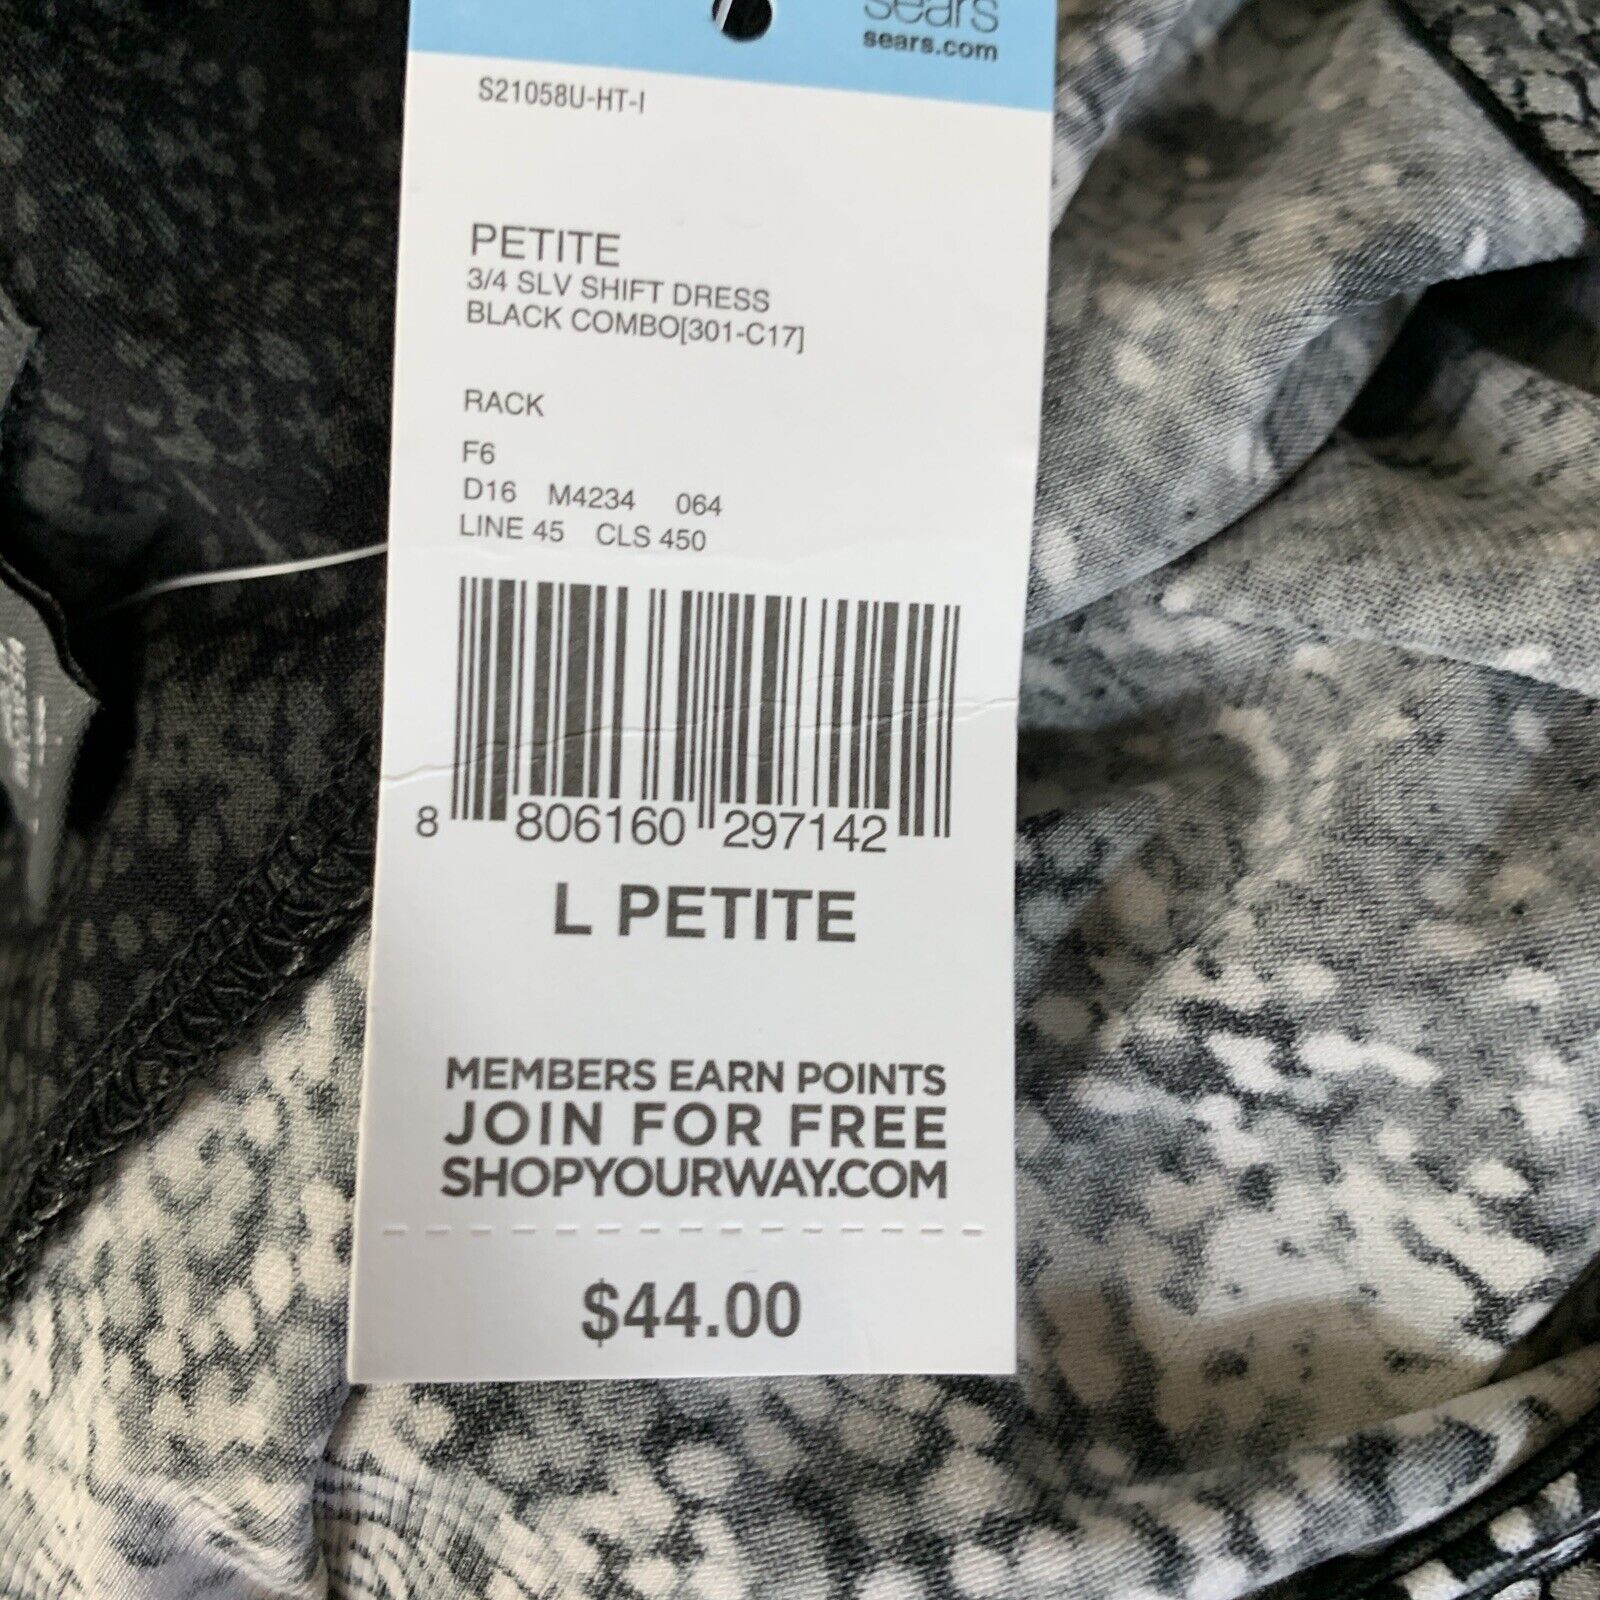 sears
sears.com
S21058U-HT-I
PETITE
3/4 SLV SHIFT DRESS
BLACK COMBO[301-C17]
RACK
F6
D16 M4234 064
LINE 45 CLS 450
8 806160 297142
L PETITE
MEMBERS EARN POINTS
JOIN FOR FREE
SHOPYOURWAY.COM
$44.00